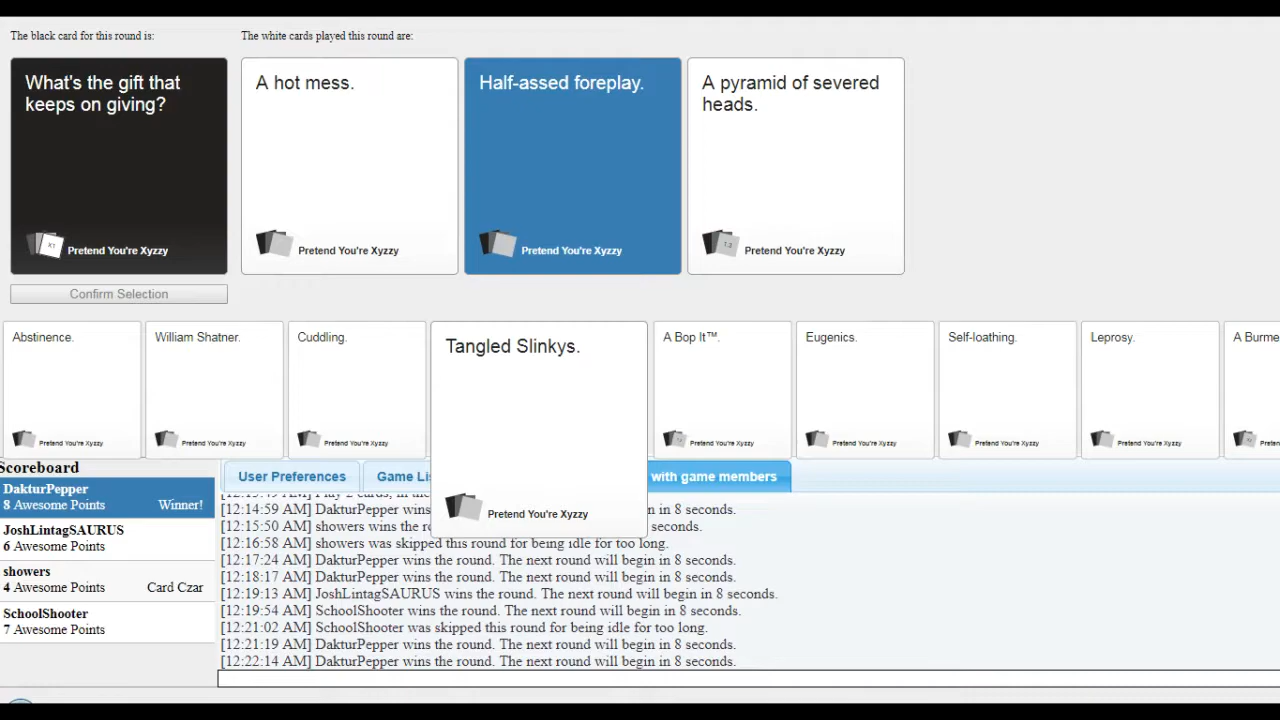 The black card for this round is:
The white cards played this round are:
What's the gift that
keeps on giving?
X1
Pretend You're Xyzzy
A hot mess.
Pretend You're Xyzzy
Half-assed foreplay.
Pretend You're Xyzzy
A pyramid of severed
heads.
1.2
Pretend You're Xyzzy
Confirm Selection
Abstinence.
Pretend You're Xyzzy
William Shatner.
Pretend You're Xyzzy
Cuddling.
Pretend You're Xyzzy
Tangled Slinkys.
Pretend You're Xyzzy
A Bop It™.
Pretend You're Xyzzy
Eugenics.
Pretend You're Xyzzy
Self-loathing.
Pretend You're Xyzzy
Leprosy.
Pretend You're Xyzzy
A Burme
Preten
Scoreboard
DakturPepper
8 Awesome Points Winner!
JoshLintagSAURUS
6 Awesome Points
showers
4 Awesome Points Card Czar
SchoolShooter
7 Awesome Points
User Preferences Game Li with game members
[12:14:59 AM] DakturPepper wins in 8 seconds.
[12:15:50 AM] showers wins the ro seconds.
[12:16:58 AM] showers was skipped this round for being idle for too long.
[12:17:24 AM] DakturPepper wins the round. The next round will begin in 8 seconds.
[12:18:17 AM] DakturPepper wins the round. The next round will begin in 8 seconds.
[12:19:13 AM] JoshLintagSAURUS wins the round. The next round will begin in 8 seconds.
[12:19:54 AM] SchoolShooter wins the round. The next round will begin in 8 seconds.
[12:21:02 AM] SchoolShooter was skipped this round for being idle for too long.
[12:21:19 AM] DakturPepper wins the round. The next round will begin in 8 seconds.
[12:22:14 AM] DakturPepper wins the round. The next round will begin in 8 seconds.